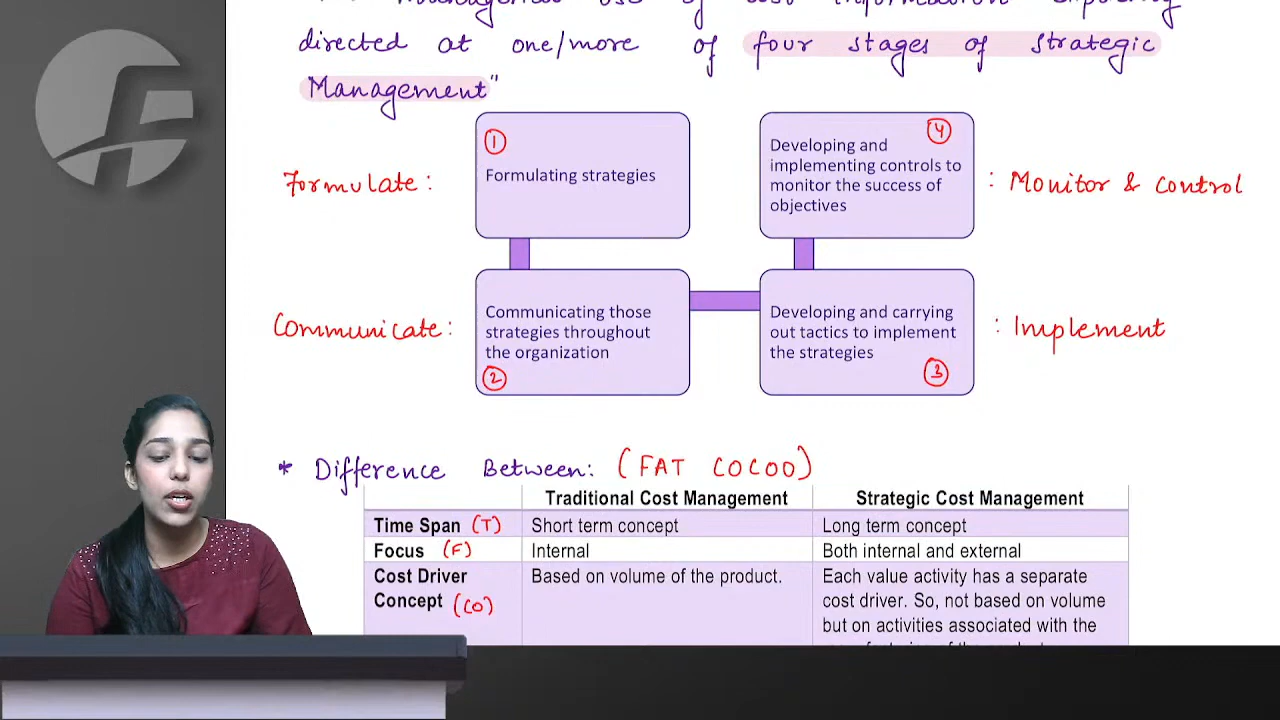 directed at one/more of four stages of Strategic
Management"
①
Formulating strategies
Formulate :
④
Developing and
implementing controls to
monitor the success of
objectives
: Monitor & control
Communicate :
Communicating those
strategies throughout
the organization
②
Developing and carrying
out tactics to implement
the strategies
③
: Implement
* Difference Between: (FAT COCOO)
Traditional Cost Management Strategic Cost Management
Time Span (T) Short term concept Long term concept
Focus (F) Internal Both internal and external
Cost Driver Based on volume of the product. Each value activity has a separate
Concept (CO) cost driver. So, not based on volume
but on activities associated with the